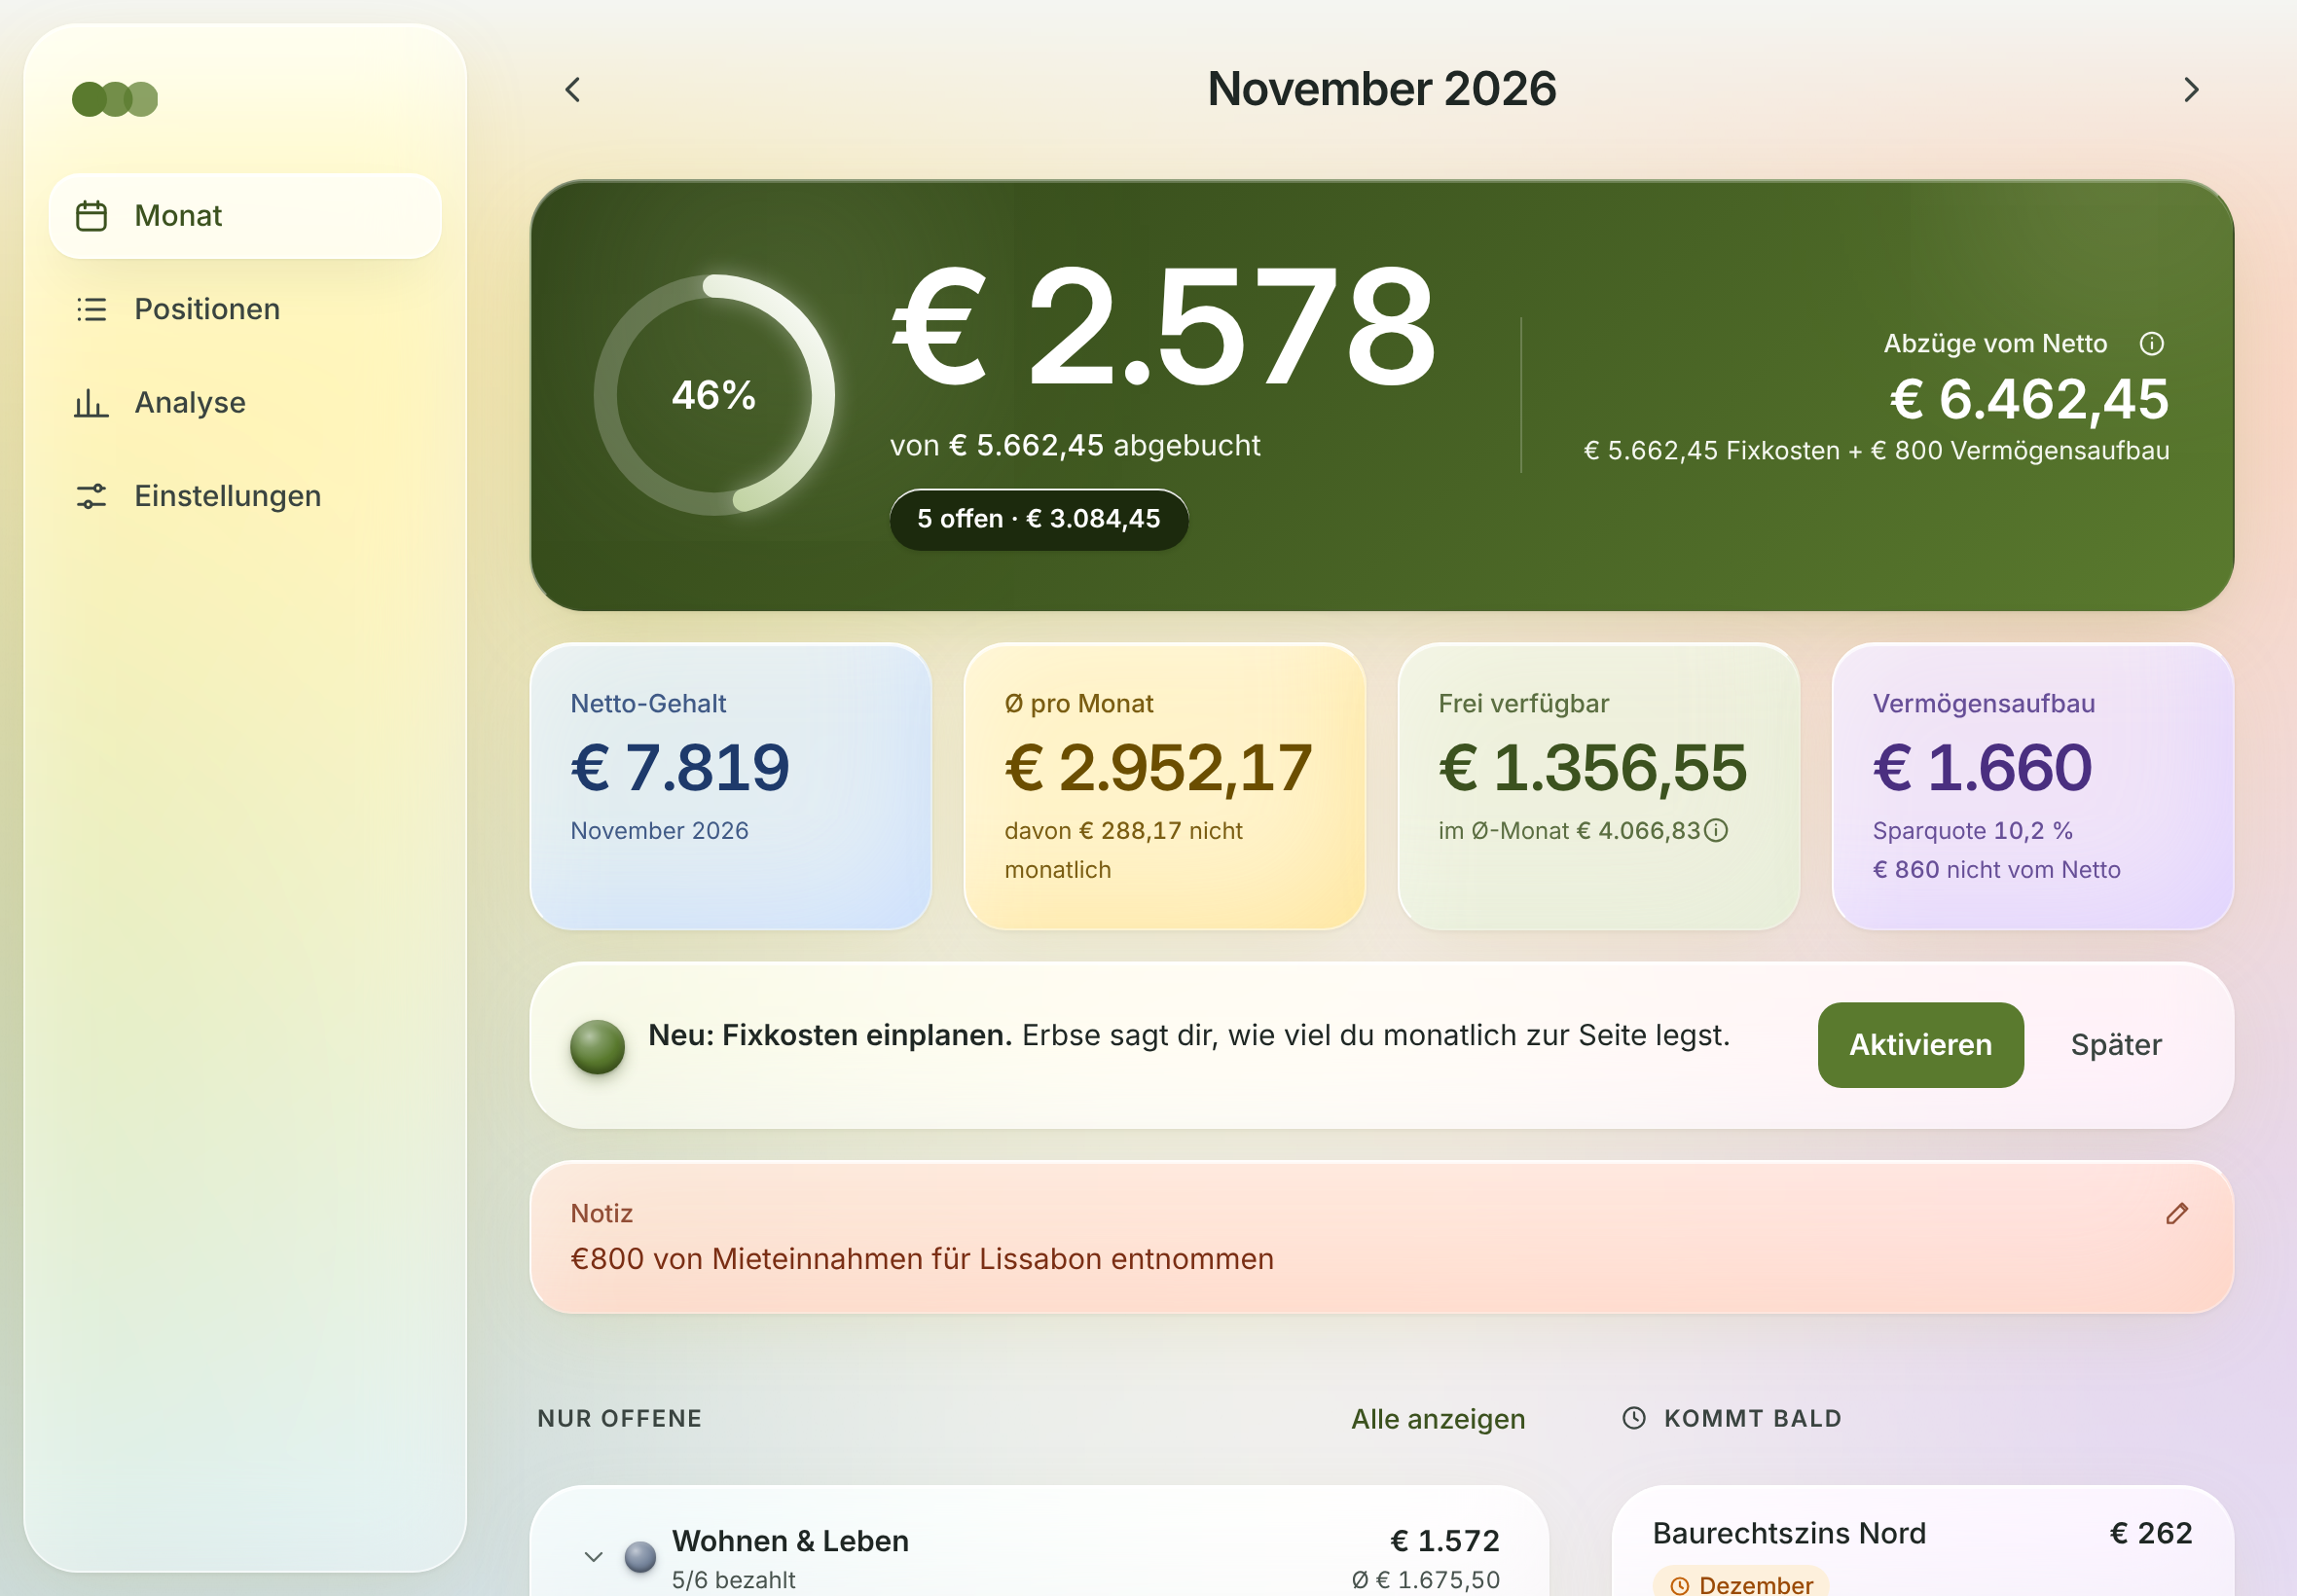 November 2026
Monat
Positionen
Analyse
Einstellungen
46%
€ 2.578
von € 5.662,45 abgebucht
5 offen · € 3.084,45
Abzüge vom Netto
€ 6.462,45
€ 5.662,45 Fixkosten + € 800 Vermögensaufbau
Netto-Gehalt
€ 7.819
November 2026
Ø pro Monat
€ 2.952,17
davon € 288,17 nicht
monatlich
Frei verfügbar
€ 1.356,55
im Ø-Monat € 4.066,83
Vermögensaufbau
€ 1.660
Sparquote 10,2 %
€ 860 nicht vom Netto
Neu: Fixkosten einplanen. Erbse sagt dir, wie viel du monatlich zur Seite legst.
Aktivieren
Später
Notiz
€800 von Mieteinnahmen für Lissabon entnommen
NUR OFFENE
Alle anzeigen
Wohnen & Leben
€ 1.572
5/6 bezahlt
Ø € 1.675,50
KOMMT BALD
Baurechtszins Nord
€ 262
Dezember